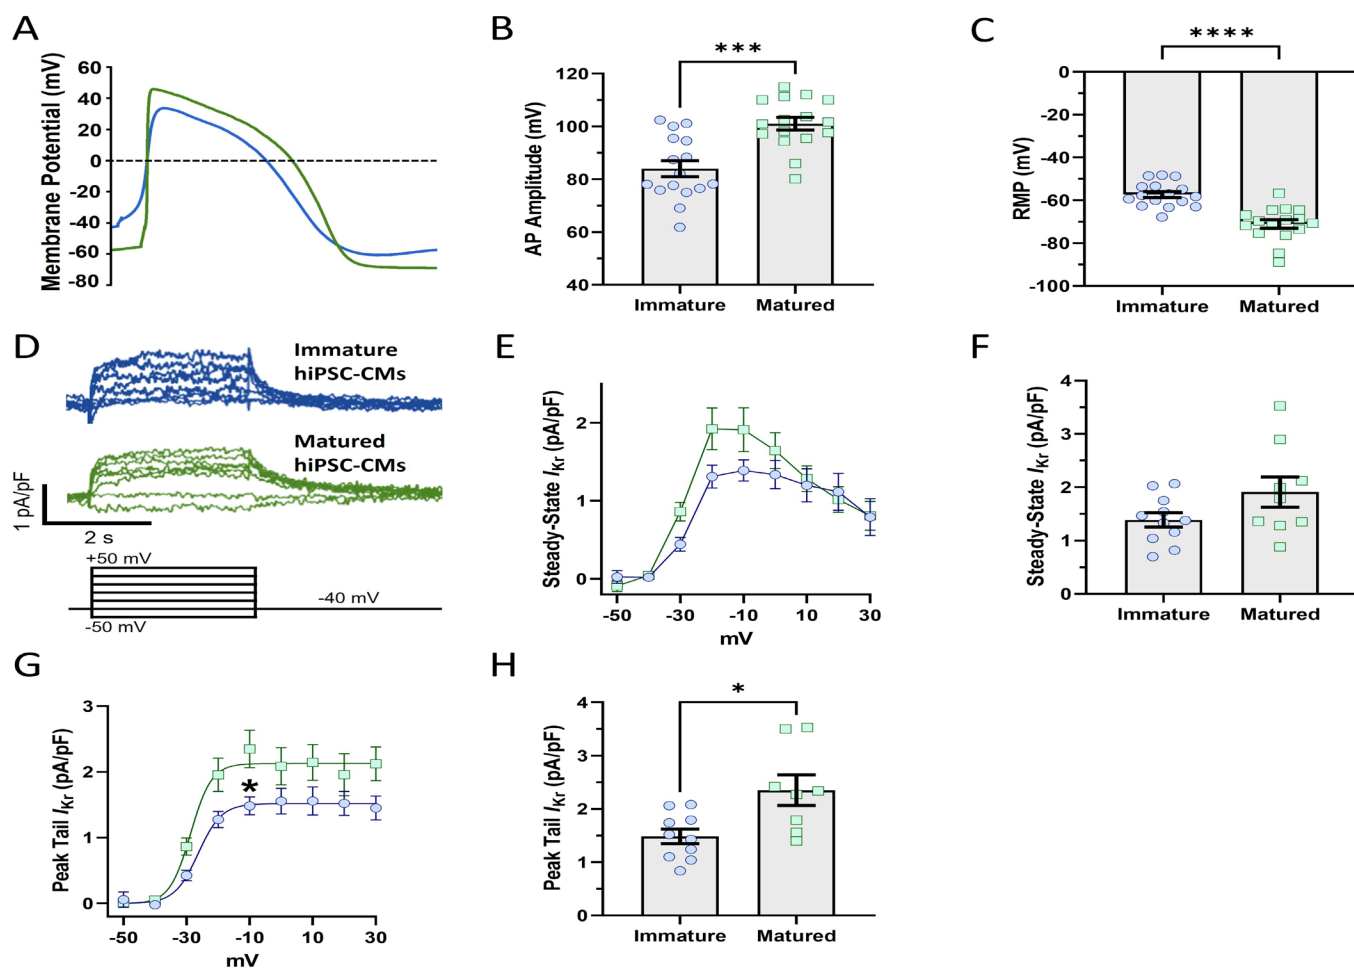 A
Membrane Potential (mV)
60
40
20
0
-20
-40
-60
-80
B
***
AP Amplitude (mV)
120
100
80
60
40
Immature Matured
C
****
RMP
(mV)
0
-20
-40
-60
-80
-100
Immature Matured
D
Immature
hiPSC-CMs
Matured
hiPSC-CMs
1 pA/pF
2 s
+50 mV
-40 mV
-50 mV
E
Steady-State IKr (pA/pF)
2
1
0
-50 -30 -10 10 30
mV
F
Steady-State IKr (pA/pF)
4
3
2
1
0
Immature Matured
G
Peak Tail IKr (pA/pF)
3
2
1
0
*
-50 -30 -10 10 30
mV
H
*
Peak Tail IKr (pA/pF)
4
3
2
1
0
Immature Matured